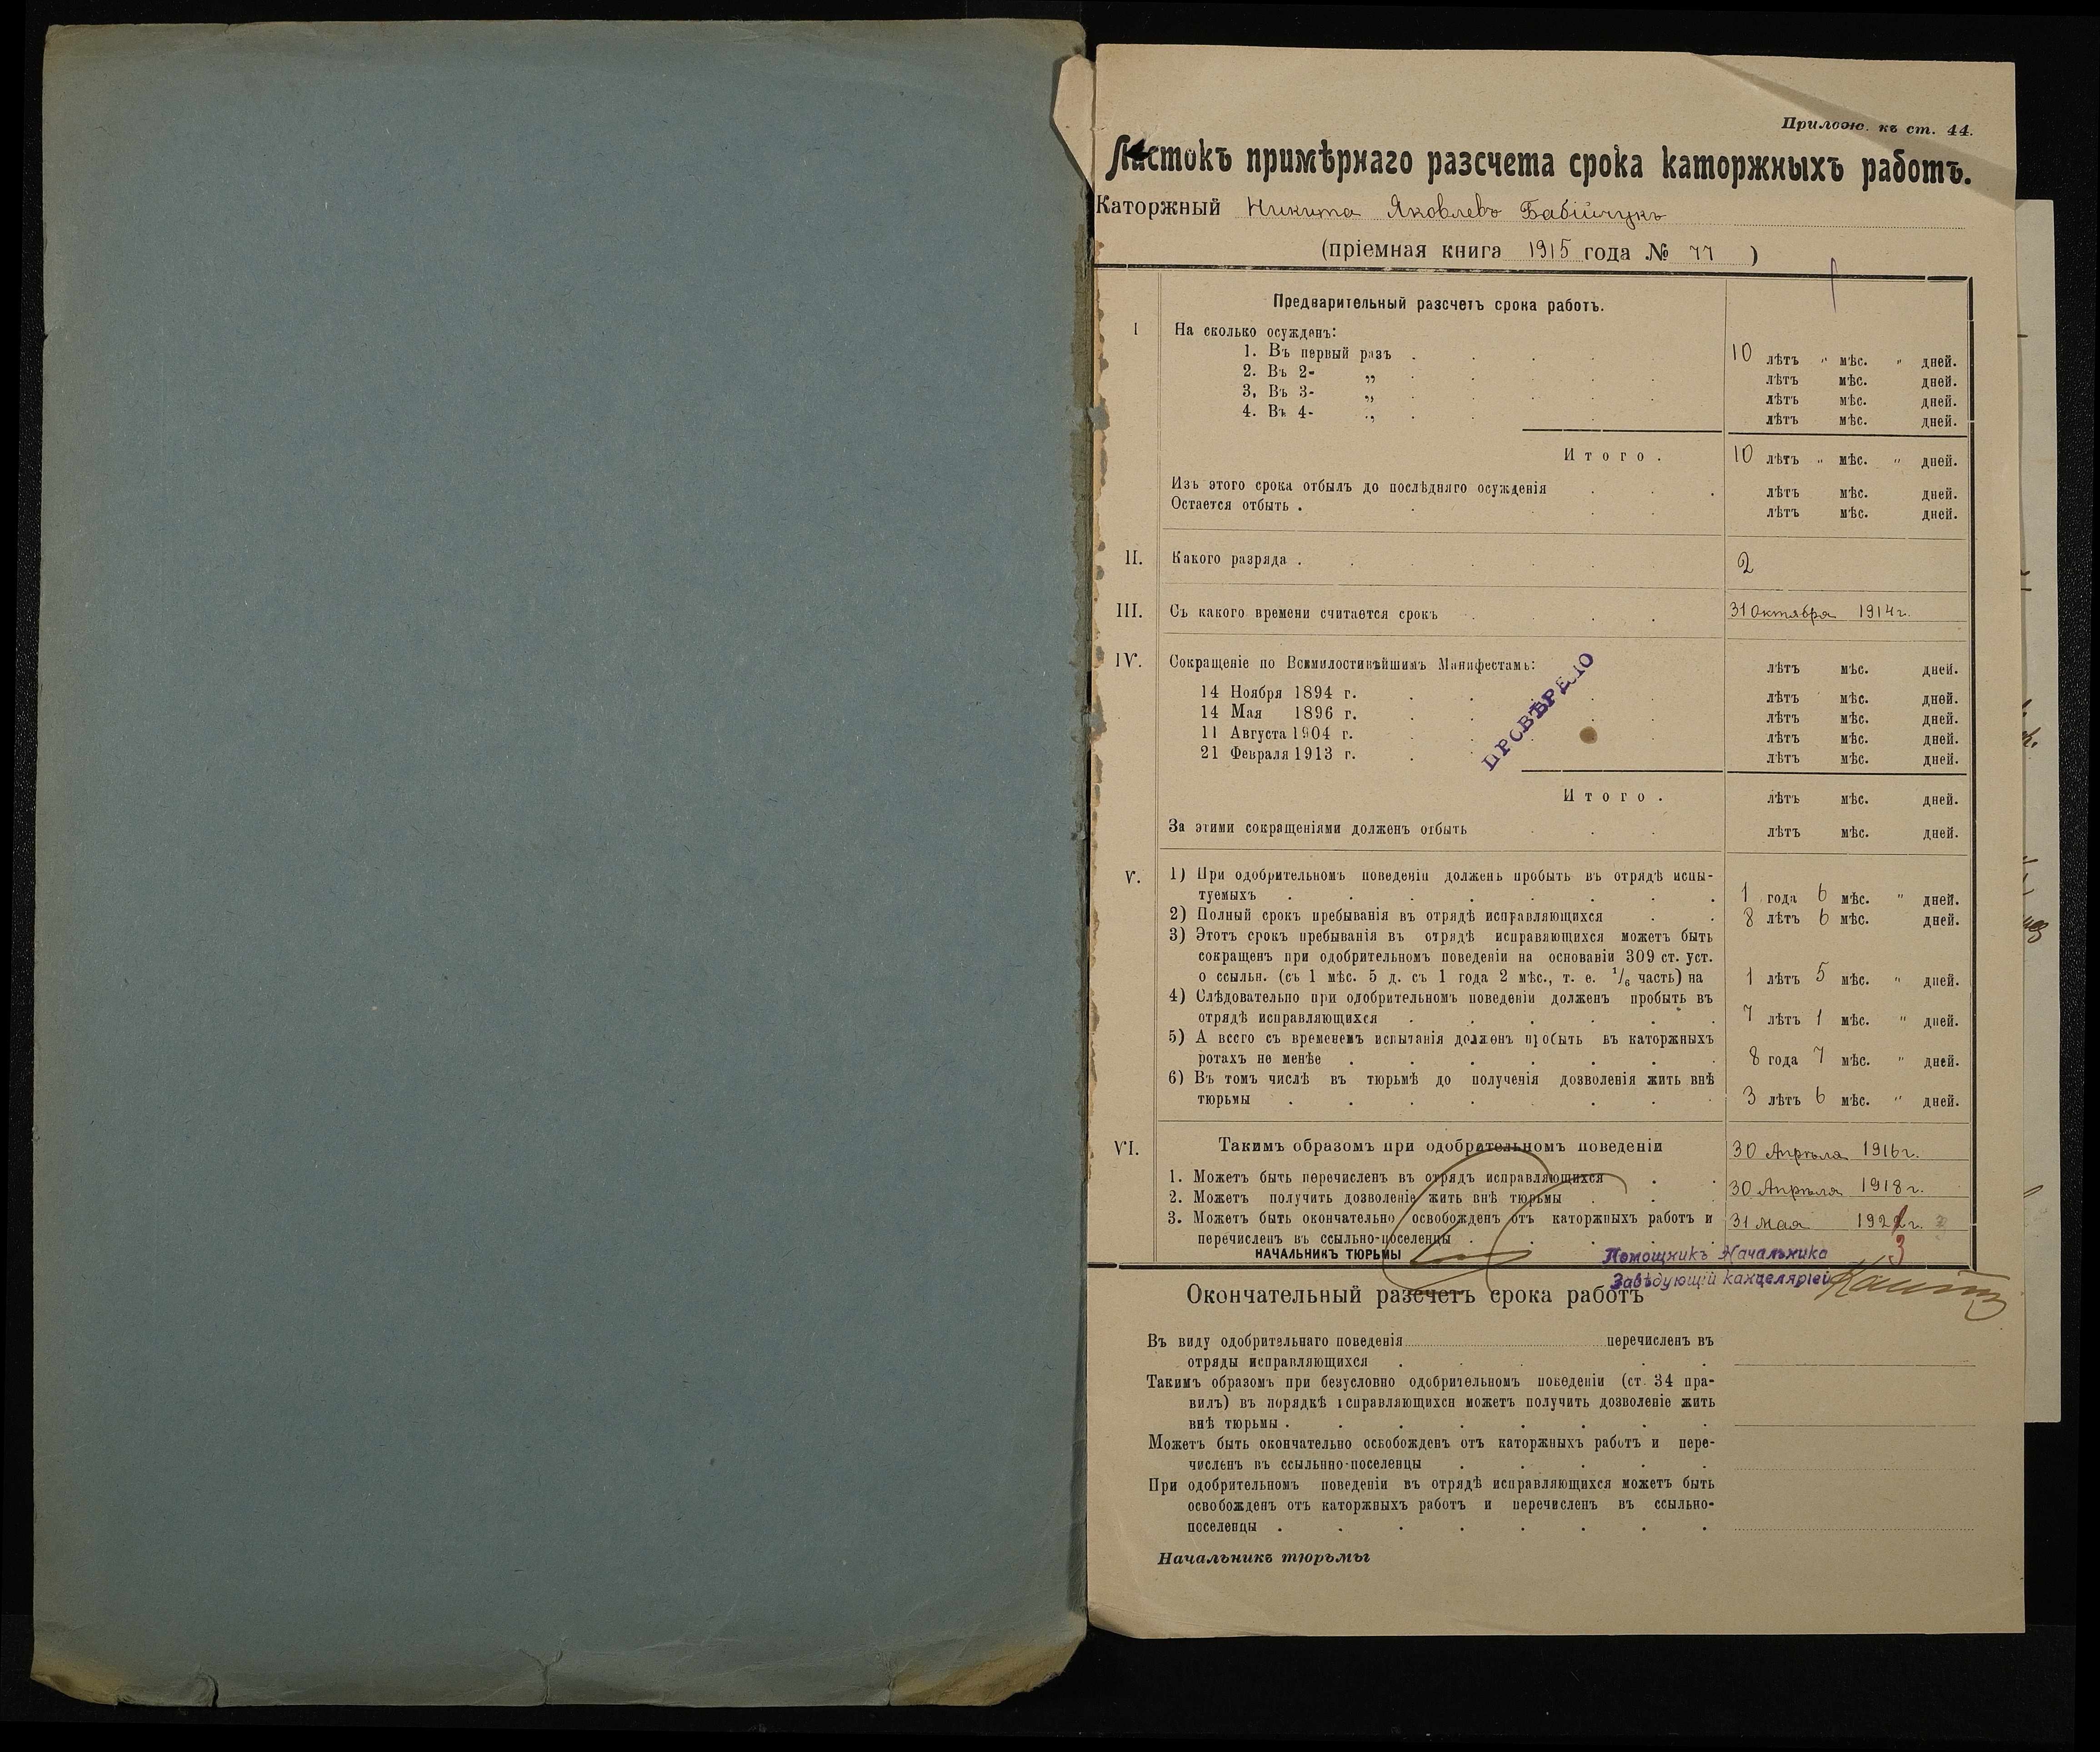 Прилож. къ ст. 44.
Листокъ примѣрнаго разсчета срока каторжныхъ работъ.
Каторжный Никита Яковлевъ Бабійчукъ
(пріемная книга 1915 года № 77 )
Предварительный разсчетъ срока работъ.
I На сколько осужденъ:
1. Въ первый разъ . . . . . 10 лѣтъ „ мѣс. „ дней.
2. Въ 2- „ . . . . . лѣтъ мѣс. дней.
3, Въ 3- „ . . . . . лѣтъ мѣс. дней.
4. Въ 4- „ . . лѣтъ мѣс. дней.
Итого. 10 лѣтъ „ мѣс. „ дней.
Изъ этого срока отбылъ до послѣдняго осужденія . . . лѣтъ мѣс. дней.
Остается отбыть . . . . лѣтъ мѣс. дней.
II. Какого разряда . . . . . 2
III. Съ какого времени считается срокъ . . . . 31 Октября 1914 г.
IV. Сокращеніе по Всемилостивѣйшимъ Манифестамъ: лѣтъ мѣс. дней.
14 Ноября 1894 г. . . . лѣтъ мѣс. дней.
14 Мая 1896 г. . . . лѣтъ мѣс. дней.
11 Августа 1904 г. . . . лѣтъ мѣс. дней.
21 Февраля 1913 г. . . лѣтъ мѣс. дней.
ПРОВѢРЕНО
Итого. лѣтъ мѣс. дней.
За этими сокращеніями долженъ отбыть . . . лѣтъ мѣс. дней.
V. 1) При одобрительномъ поведеніи долженъ пробыть въ отрядѣ испы-
туемыхъ . . . . . . . . 1 года 6 мѣс. „ дней.
2) Полный срокъ пребыванія въ отрядѣ исправляющихся . . 8 лѣтъ 6 мѣс. дней.
3) Этотъ срокъ пребыванія въ отрядѣ исправяющихся можетъ быть
сокращенъ при одобрительномъ поведеніи на основаніи 309 ст. уст.
о ссыльн. (съ 1 мѣс. 5 д. съ 1 года 2 мѣс., т. е. 1/6 часть) на 1 лѣтъ 5 мѣс. „ дней.
4) Слѣдовательно при одобрительномъ поведеніи долженъ пробыть въ
отрядѣ исправляющихся . . . . . . 7 лѣтъ 1 мѣс. „ дней.
5) А всего съ временемъ испытанія долженъ пробыть въ каторжныхъ
ротахъ не менѣе . . . . . . . 8 года 7 мѣс. „ дней.
6) Въ томъ числѣ въ тюрьмѣ до полученія дозволенія жить внѣ
тюрьмы . . . . . . . . 3 лѣтъ 6 мѣс. „ дней.
VI. Такимъ образомъ при одобрительномъ поведеніи 30 Апрѣля 1916 г.
1. Можетъ быть перечисленъ въ отрядъ исправляющихся . .
2. Можетъ получить дозволеніе жить внѣ тюрьмы . . . 30 Апрѣля 1918 г.
3. Можетъ быть окончательно освобожденъ отъ каторжныхъ работъ и 31 Мая 192 г. 3
перечисленъ въ ссыльно-поселенцы . . . . . 3
НАЧАЛЬНИКЪ ТЮРЬМЫ
Помощникъ Начальника
Завѣдующій канцеляріей
Окончательный разсчетъ срока работъ
Въ виду одобрительнаго поведенія перечисленъ въ
отряды исправляющихся . . . . .
Такимъ образомъ при безусловно одобрительномъ поведеніи (ст. 34 пра-
вилъ) въ порядкѣ исправляющихся можетъ получить дозволеніе жить
внѣ тюрьмы . . . . . . . .
Можетъ быть окончательно освобожденъ отъ каторжныхъ работъ и пере-
численъ въ ссыльнно-поселенцы . . . . .
При одобрительномъ поведеніи въ отрядѣ исправляющихся можетъ быть
освобожденъ отъ каторжныхъ работъ и перечисленъ въ ссыльно-
поселенцы . . . . . . . .
Начальникъ тюрьмы